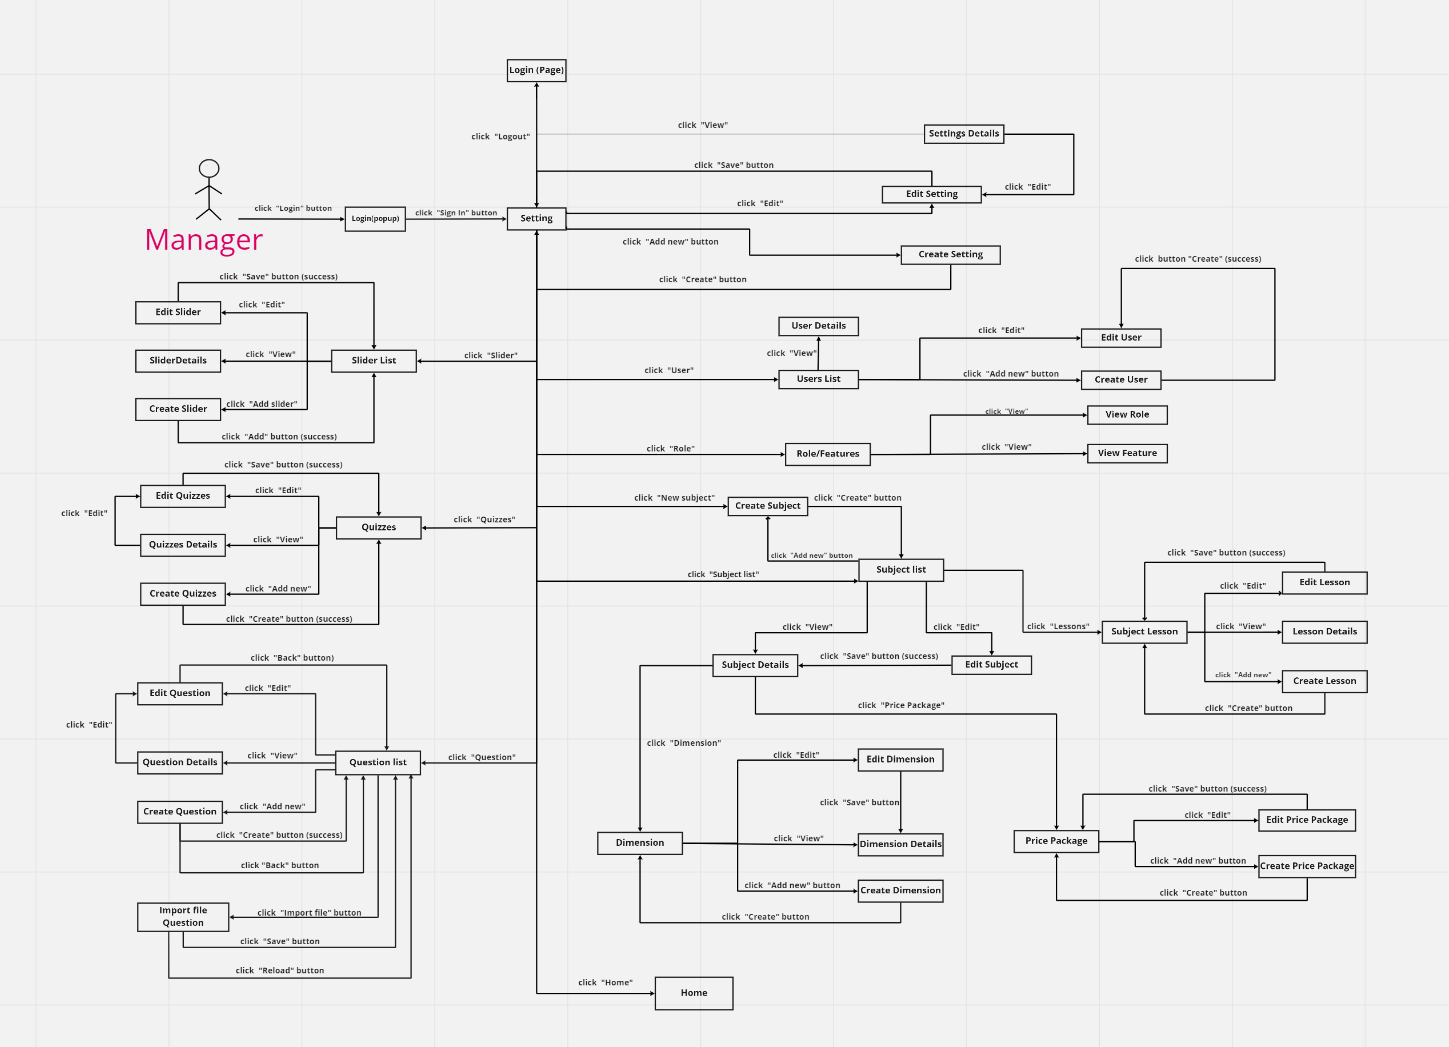 Login (Page)
click "Logout"
click "View"
Settings Details
click "Save" button
Edit Setting
click "Edit"
click "Edit"
click "Login" button
Login(popup)
click "Sign In" button
Setting
Manager
click "Add new" button
Create Setting
click "Create" button
click button "Create" (success)
click "Save" button (success)
Edit Slider
click "Edit"
SliderDetails
click "View"
Slider List
click "Slider"
Create Slider
click "Add slider"
click "Add" button (success)
User Details
click "View"
click "User"
Users List
click "Edit"
Edit User
click "Add new" button
Create User
click "View"
View Role
click "Role"
Role/Features
click "View"
View Feature
click "Save" button (success)
Edit Quizzes
click "Edit"
click "Edit"
Quizzes
click "Quizzes"
Quizzes Details
click "View"
Create Quizzes
click "Add new"
click "Create" button (success)
click "New subject"
Create Subject
click "Create" button
click "Add new" button
Subject list
click "Subject list"
click "View"
click "Edit"
click "Lessons"
Subject Lesson
click "Save" button (success)
Edit Lesson
click "Edit"
click "View"
Lesson Details
click "Add new"
Create Lesson
click "Create" button
Subject Details
click "Save" button (success)
Edit Subject
click "Price Package"
click "Back" button)
Edit Question
click "Edit"
click "Edit"
Question Details
click "View"
Question list
click "Question"
Create Question
click "Add new"
click "Create" button (success)
click "Back" button
Import file
Question
click "Import file" button
click "Save" button
click "Reload" button
click "Dimension"
click "Edit"
Edit Dimension
click "Save" button
Dimension
click "View"
Dimension Details
click "Add new" button
Create Dimension
click "Create" button
click "Save" button (success)
click "Edit"
Edit Price Package
Price Package
click "Add new" button
Create Price Package
click "Create" button
click "Home"
Home